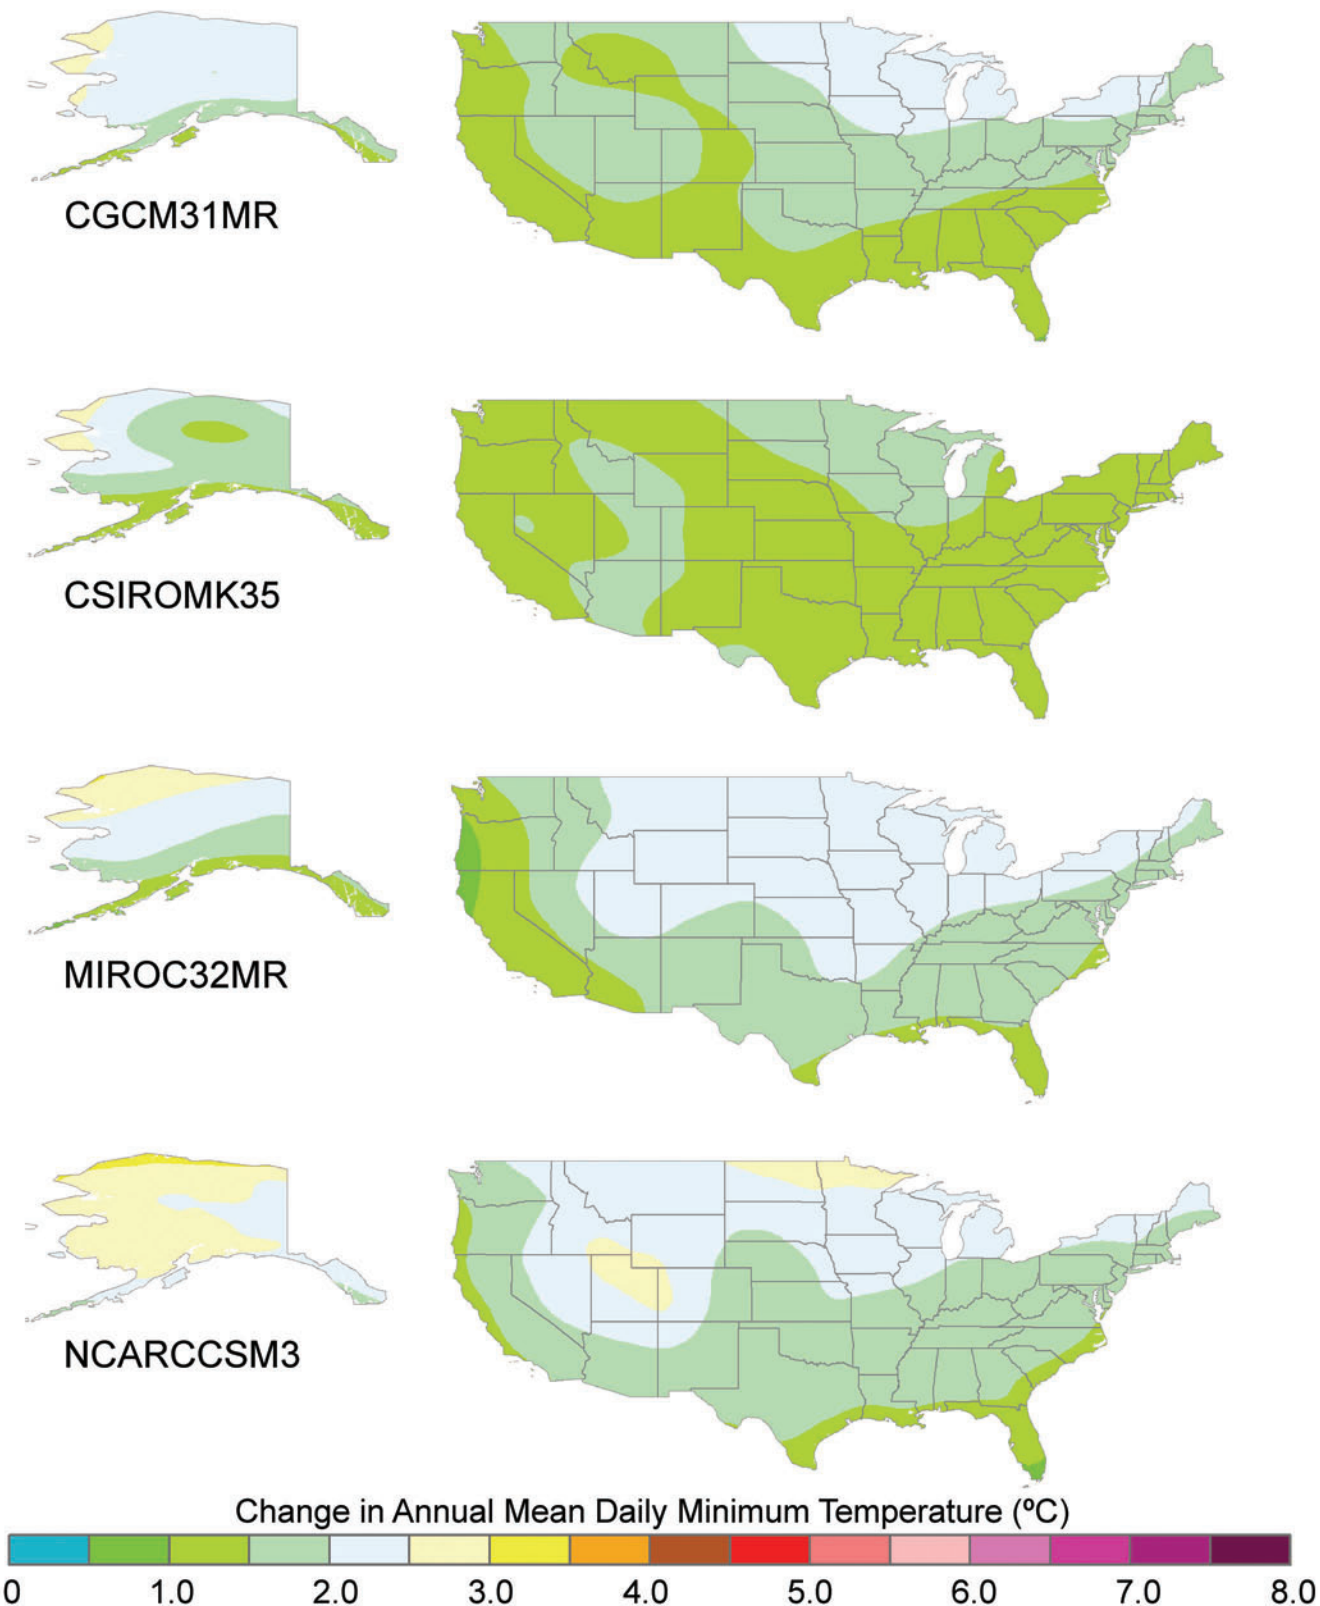 CGCM31MR
CSIROMK35
MIROC32MR
NCARCCSM3
Change in Annual Mean Daily Minimum Temperature (ºC)
0 1.0 2.0 3.0 4.0 5.0 6.0 7.0 8.0